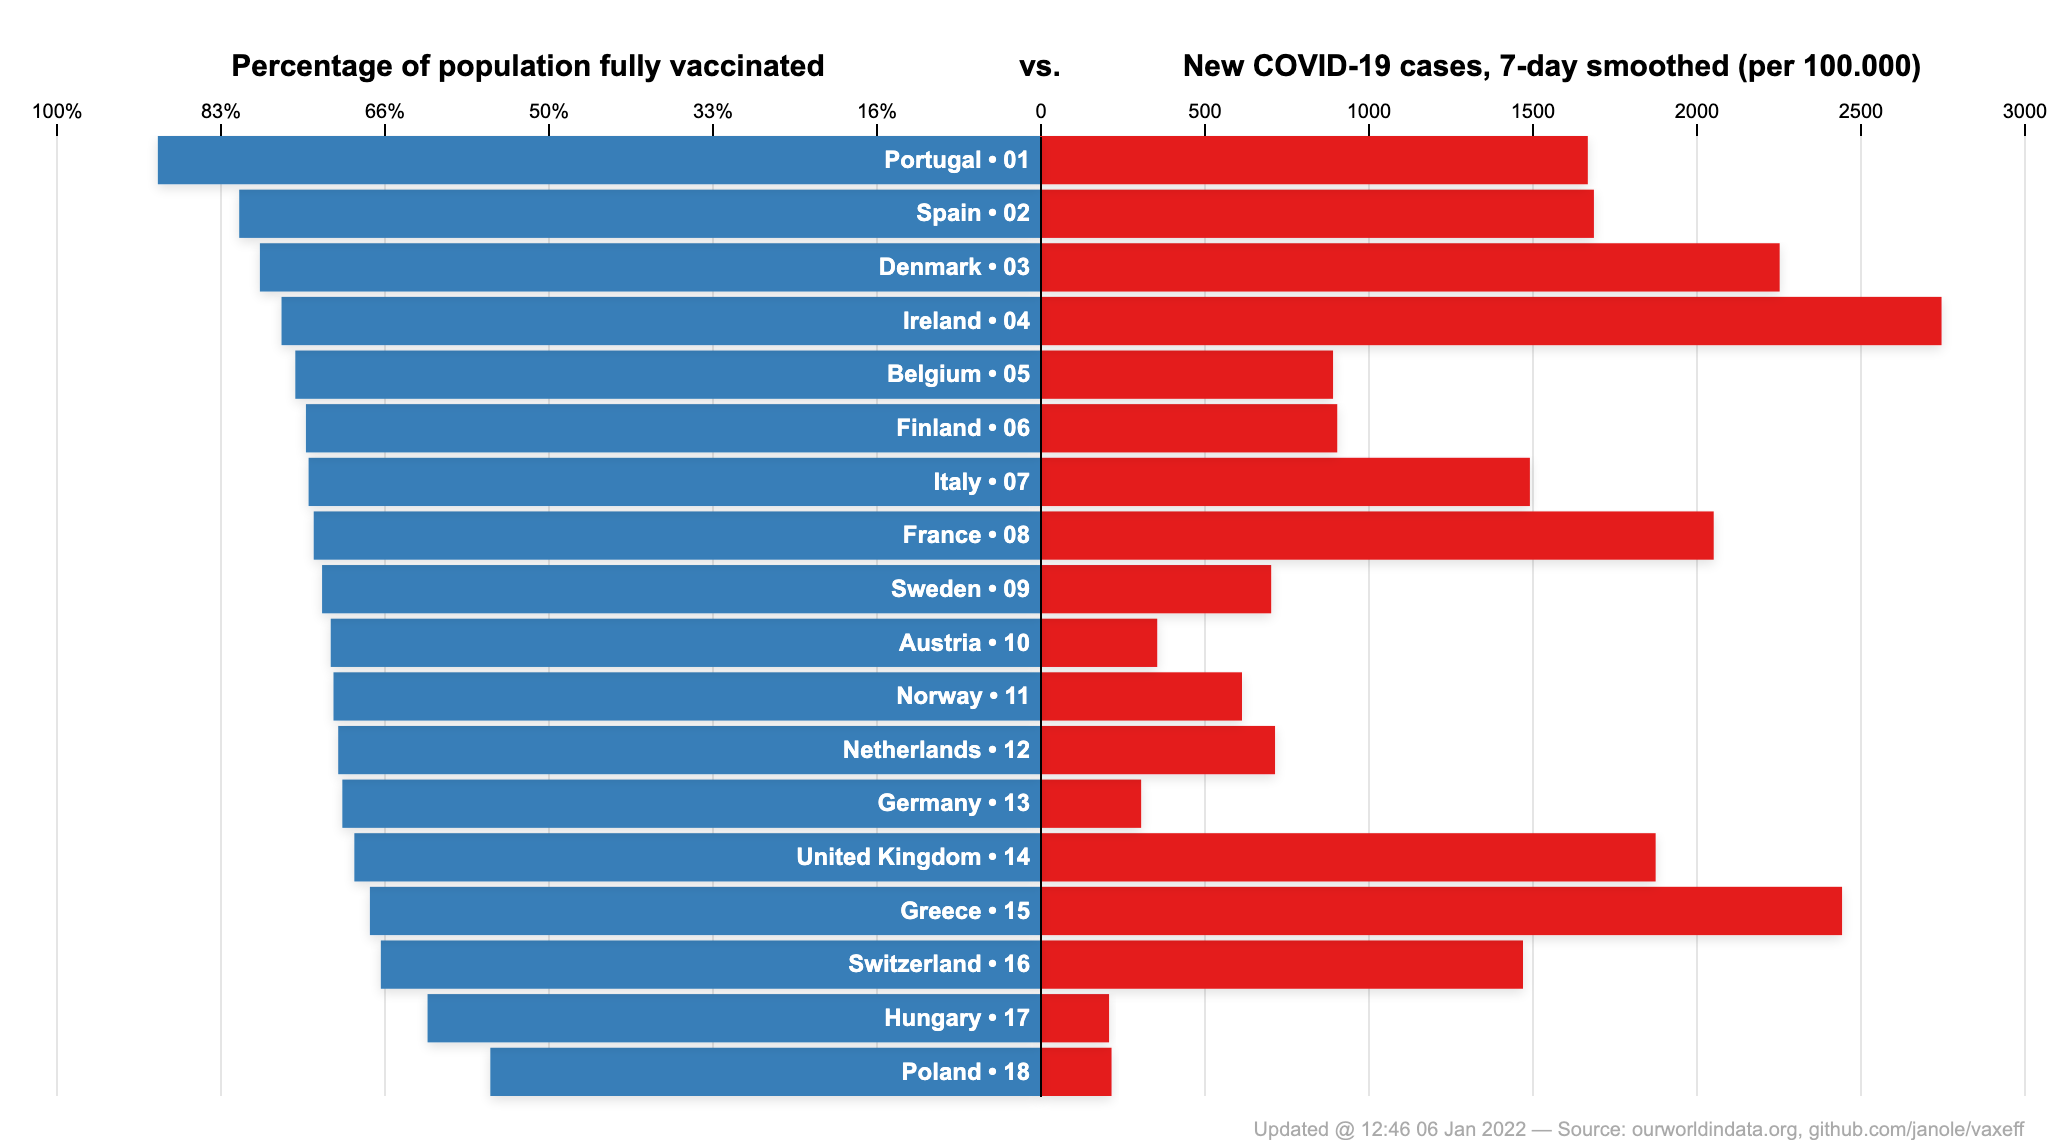 Percentage of population fully vaccinated vs. New COVID-19 cases, 7-day smoothed (per 100.000)
100% 83% 66% 50% 33% 16% 0 500 1000 1500 2000 2500 3000
Portugal • 01
Spain • 02
Denmark • 03
Ireland • 04
Belgium • 05
Finland • 06
Italy • 07
France • 08
Sweden • 09
Austria • 10
Norway • 11
Netherlands • 12
Germany • 13
United Kingdom • 14
Greece • 15
Switzerland • 16
Hungary • 17
Poland • 18
Updated @ 12:46 06 Jan 2022 — Source: ourworldindata.org, github.com/janole/vaxeff